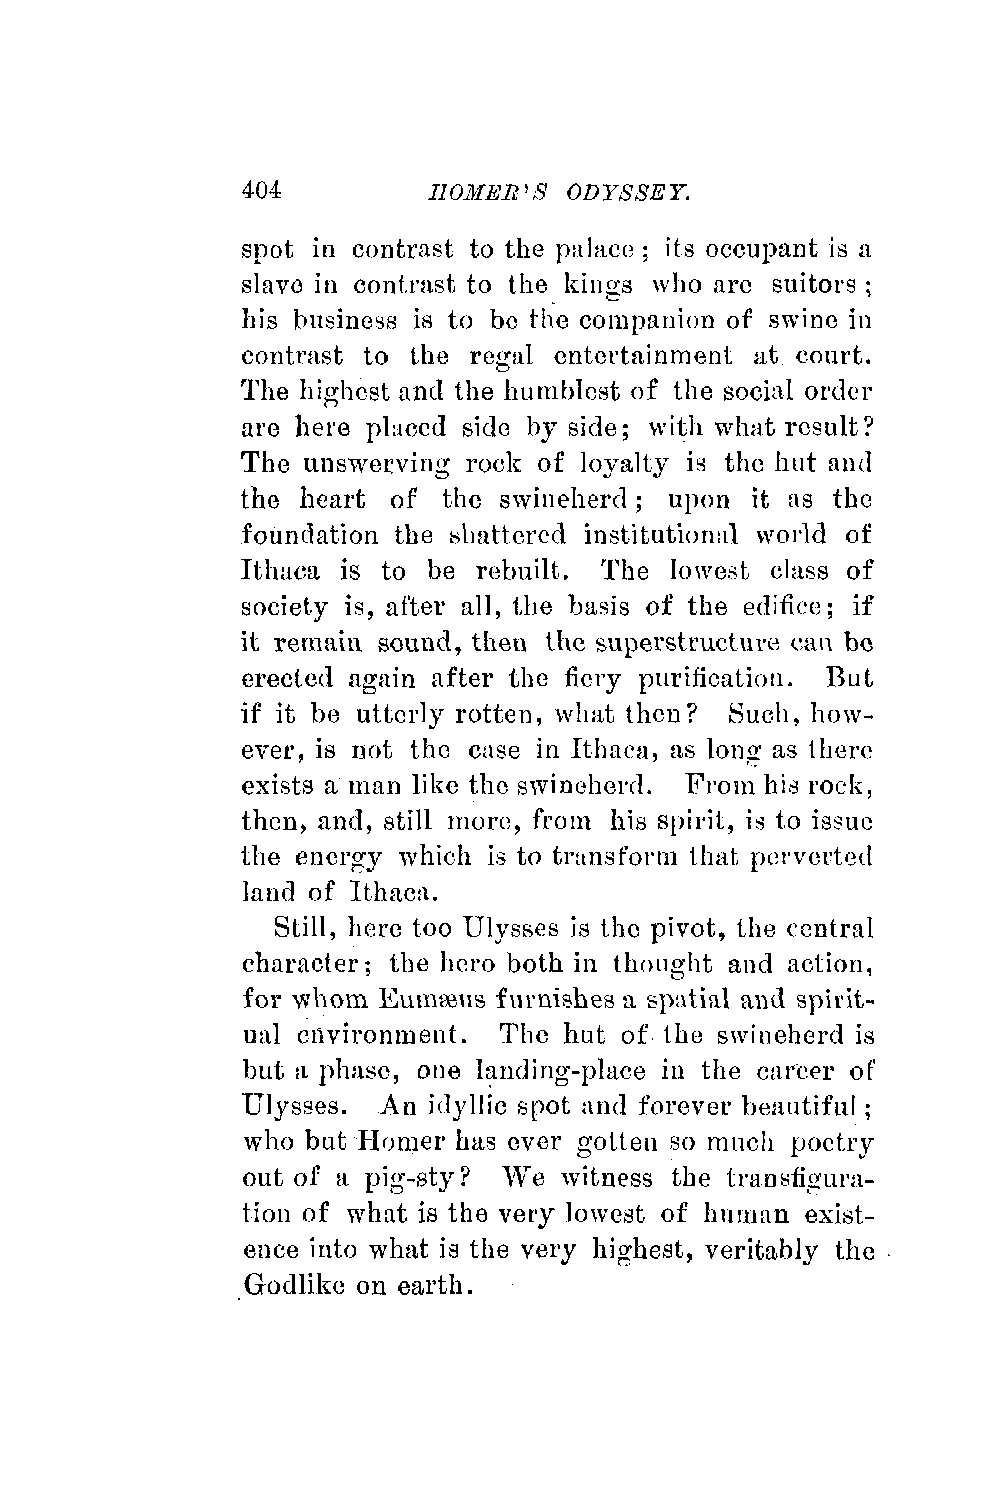 404 HOMER'S ODYSSEY.
spot in contrast to the palace; its occupant is a
slave in contrast to the kings who are suitors;
his business is to be the companion of swine in
contrast to the regal entertainment at court.
The highest and the humblest of the social order
are here placed side by side; with what result?
The unswerving rock of loyalty is the hut and
the heart of the swineherd; upon it as the
foundation the shattered institutional world of
Ithaca is to be rebuilt. The lowest class of
society is, after all, the basis of the edifice; if
it remain sound, then the superstructure can be
erected again after the fiery purification. But
if it be utterly rotten, what then? Such, how-
ever, is not the case in Ithaca, as long as there
exists a man like the swineherd. From his rock,
then, and, still more, from his spirit, is to issue
the energy which is to transform that perverted
land of Ithaca.
Still, here too Ulysses is the pivot, the central
character; the hero both in thought and action,
for whom Eumæus furnishes a spatial and spirit-
ual environment. The hut of the swineherd is
but a phase, one landing-place in the career of
Ulysses. An idyllic spot and forever beautiful;
who but Homer has ever gotten so much poetry
out of a pig-sty? We witness the transfigura-
tion of what is the very lowest of human exist-
ence into what is the very highest, veritably the
Godlike on earth.